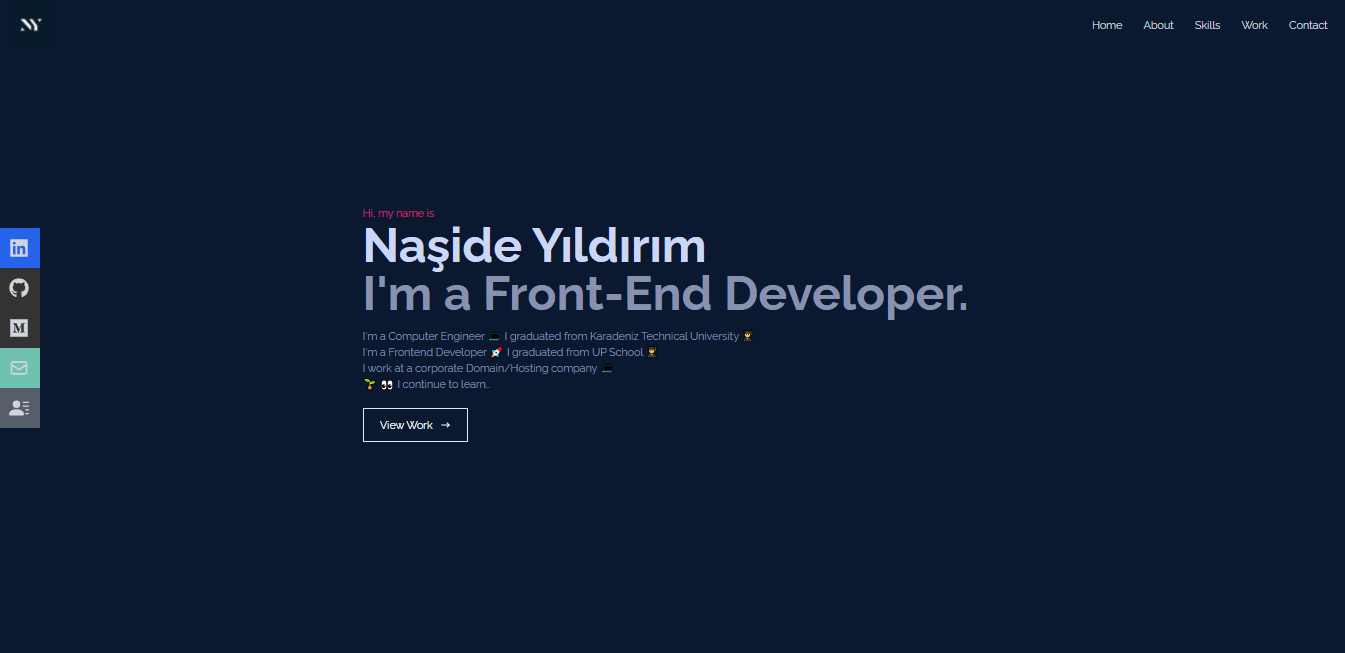 NY
Home About Skills Work Contact
Hi, my name is
Naşide Yıldırım
I'm a Front-End Developer.
I'm a Computer Engineer 💻 I graduated from Karadeniz Technical University 👩‍🎓
I'm a Frontend Developer 🚀 I graduated from UP School 👩‍🎓
I work at a corporate Domain/Hosting company 💻
🌱 👀 I continue to learn..
View Work →
in
M